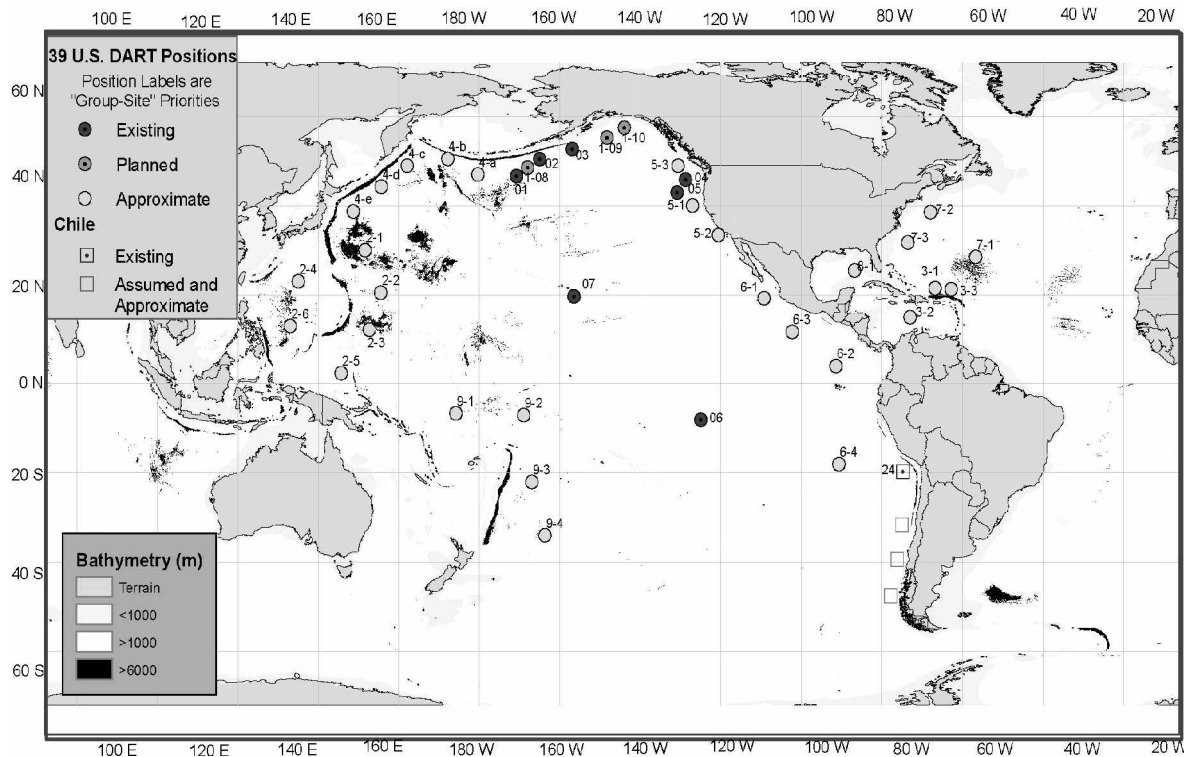 100 E 120 E 140 E 160 E 180 W 160 W 140 W 120 W 100 W 80 W 60 W 40 W 20 W
39 U.S. DART Positions
Position Labels are
"Group-Site" Priorities
Existing
Planned
Approximate
Chile
Existing
Assumed and
Approximate
60 N
40 N
20 N
0 N
20 S
40 S
60 S
4-b
4-c
4-a
4-d
4-e
01
1-08
02
03
1-09
1-10
5-3
04
05
5-1
5-2
7-2
7-3
7-1
2-1
2-4
2-2
2-6
2-3
2-5
07
6-1
6-3
6-2
3-1
3-3
3-2
9-1
9-2
06
9-3
6-4
24
9-4
Bathymetry (m)
Terrain
<1000
>1000
>6000
100 E 120 E 140 E 160 E 180 W 160 W 140 W 120 W 100 W 80 W 60 W 40 W 20 W